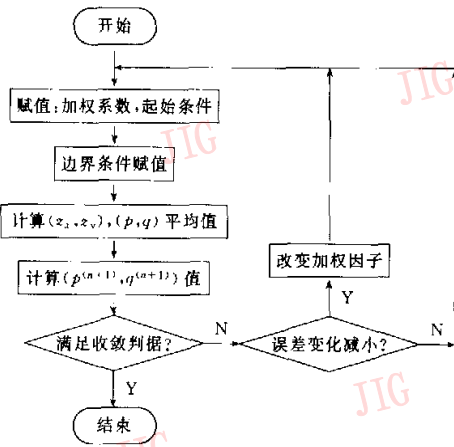 开始
JIG
赋值:加权系数,起始条件
JIG
边界条件赋值
计算(zₓ,zᵧ),(p,q)平均值
改变加权因子
计算(p⁽ⁿ⁺¹⁾,q⁽ⁿ⁺¹⁾)值
Y
满足收敛判据?
N
误差变化减小?
N
Y
JIG
结束
JIG